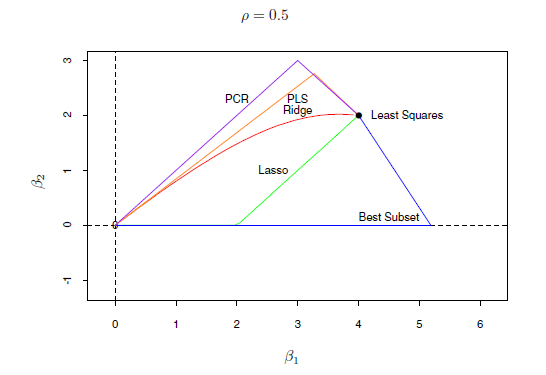 ρ = 0.5
3
PCR
PLS
Ridge
2
Least Squares
β₂
1
Lasso
Best Subset
0
0
-1
0 1 2 3 4 5 6
β₁